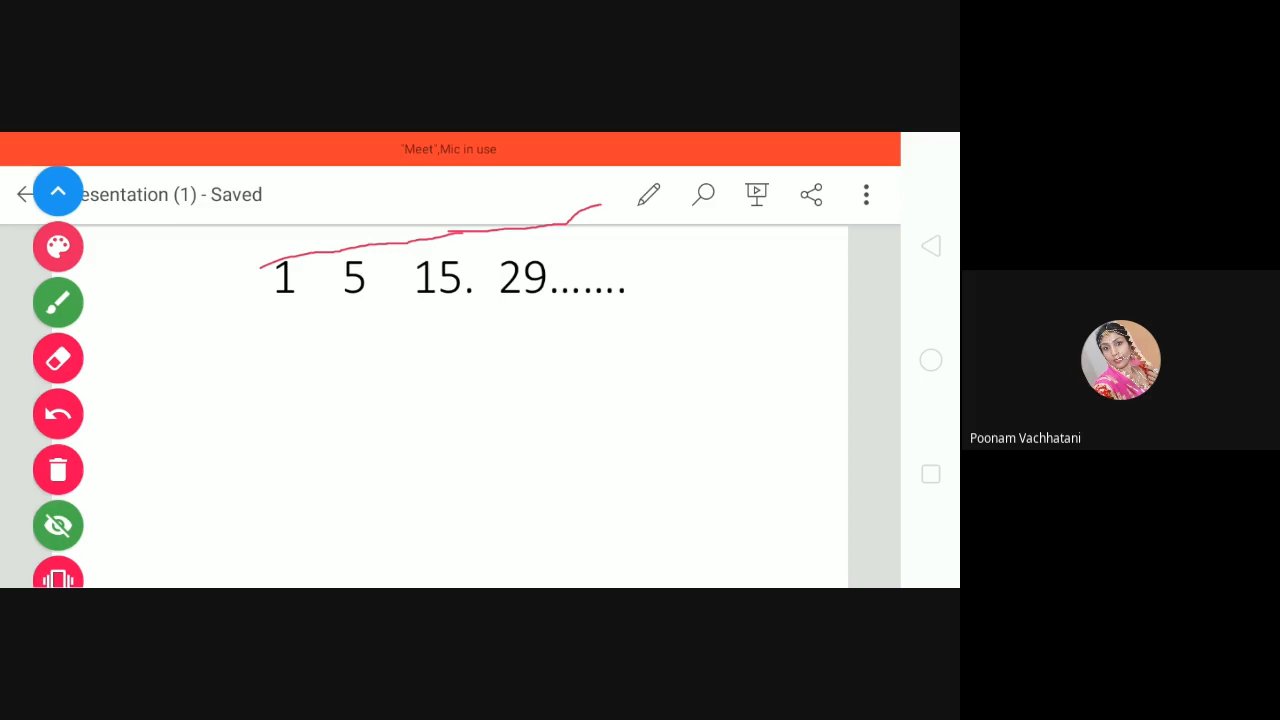 "Meet",Mic in use
esentation (1) - Saved
1 5 15. 29.......
Poonam Vachhatani